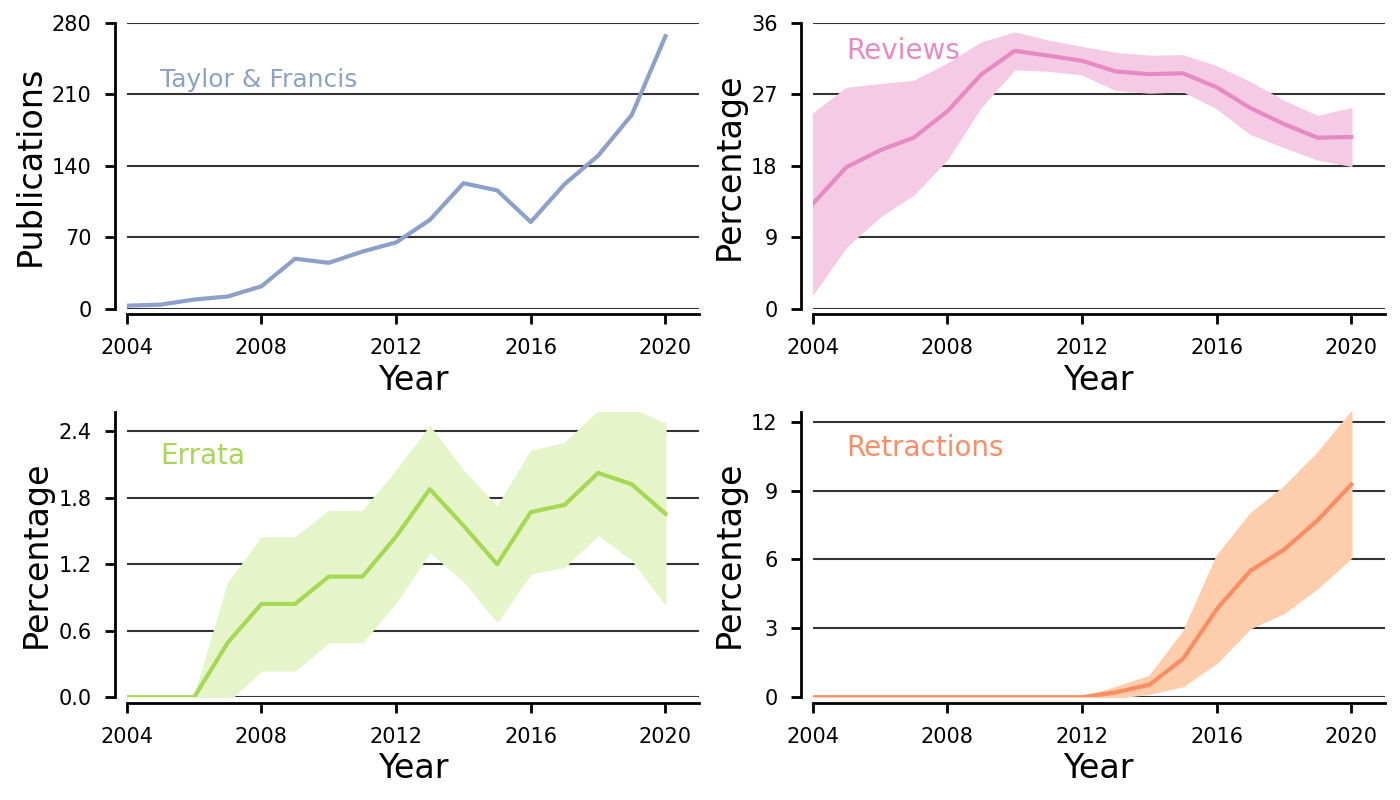 Publications
280
210
140
70
0
Taylor & Francis
2004 2008 2012 2016 2020
Year
Percentage
36
27
18
9
0
Reviews
2004 2008 2012 2016 2020
Year
Percentage
2.4
1.8
1.2
0.6
0.0
Errata
2004 2008 2012 2016 2020
Year
Percentage
12
9
6
3
0
Retractions
2004 2008 2012 2016 2020
Year